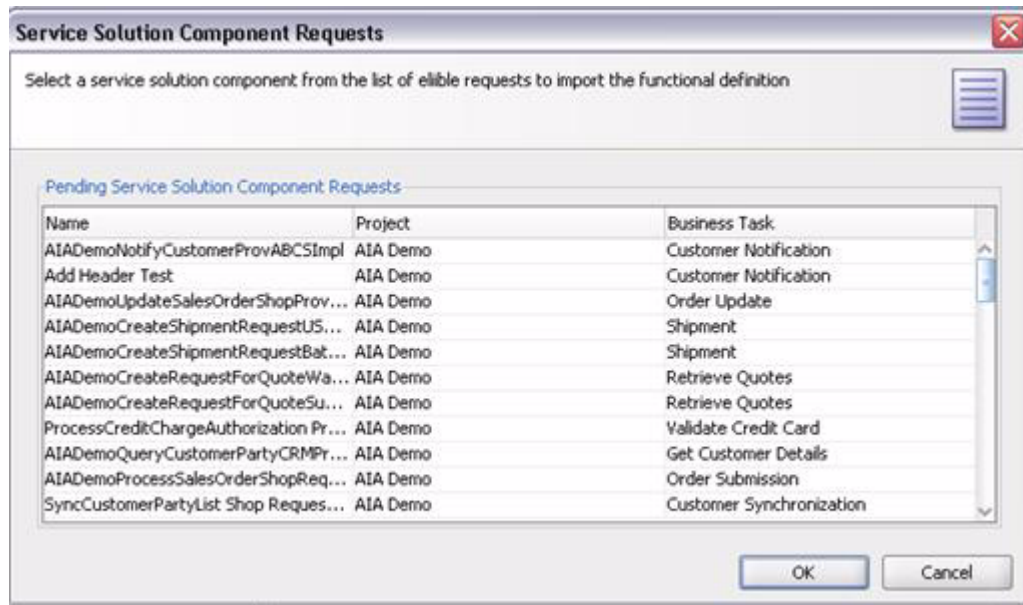 Service Solution Component Requests
Select a service solution component from the list of elible requests to import the functional definition
Pending Service Solution Component Requests
Name Project Business Task
AIADemoNotifyCustomerProvABCSImpl AIA Demo Customer Notification
Add Header Test AIA Demo Customer Notification
AIADemoUpdateSalesOrderShopProv... AIA Demo Order Update
AIADemoCreateShipmentRequestUS... AIA Demo Shipment
AIADemoCreateShipmentRequestBat... AIA Demo Shipment
AIADemoCreateRequestForQuoteWa... AIA Demo Retrieve Quotes
AIADemoCreateRequestForQuoteSu... AIA Demo Retrieve Quotes
ProcessCreditChargeAuthorization Pr... AIA Demo Validate Credit Card
AIADemoQueryCustomerPartyCRMPr... AIA Demo Get Customer Details
AIADemoProcessSalesOrderShopReq... AIA Demo Order Submission
SyncCustomerPartyList Shop Reques... AIA Demo Customer Synchronization
OK Cancel